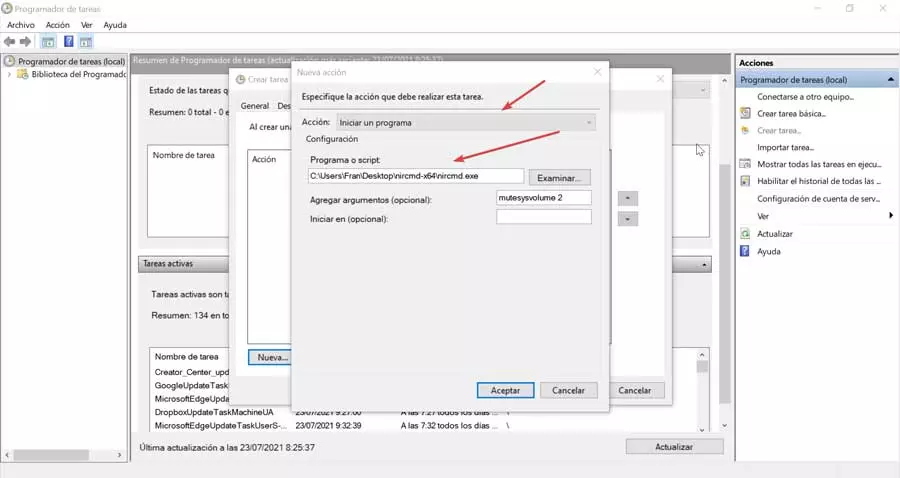 Programador de tareas
Archivo Acción Ver Ayuda
Programador de tareas (local)
Biblioteca del Programado
Resumen de Programador de tareas (actualización más reciente: 23/07/2021 8:25:37)
Estado de las tareas q
Resumen: 0 total - 0 e
Nombre de tarea
Tareas activas
Tareas activas son ta
Resumen: 134 en to
Nombre de tarea
Creator_Center_upd
GoogleUpdateTask
MicrosoftEdgeUpdat
DropboxUpdateTaskMachineUA 23/07/2021 9:27:00 A las 7:27 todos los días ... \
MicrosoftEdgeUpdateTaskUserS-... 23/07/2021 9:32:39 A las 7:32 todos los días ... \
Última actualización a las 23/07/2021 8:25:37
Actualizar
Crear tarea
General Des
Al crear una
Acción
Nueva...
Cancelar
Nueva acción
Especifique la acción que debe realizar esta tarea.
Acción: Iniciar un programa
Configuración
Programa o script:
C:\Users\Fran\Desktop\nircmd-x64\nircmd.exe Examinar...
Agregar argumentos (opcional): mutesysvolume 2
Iniciar en (opcional):
Aceptar Cancelar
Acciones
Programador de tareas (local)
Conectarse a otro equipo...
Crear tarea básica...
Crear tarea...
Importar tarea...
Mostrar todas las tareas en ejecu...
Habilitar el historial de todas las ...
Configuración de cuenta de serv...
Ver
Actualizar
Ayuda